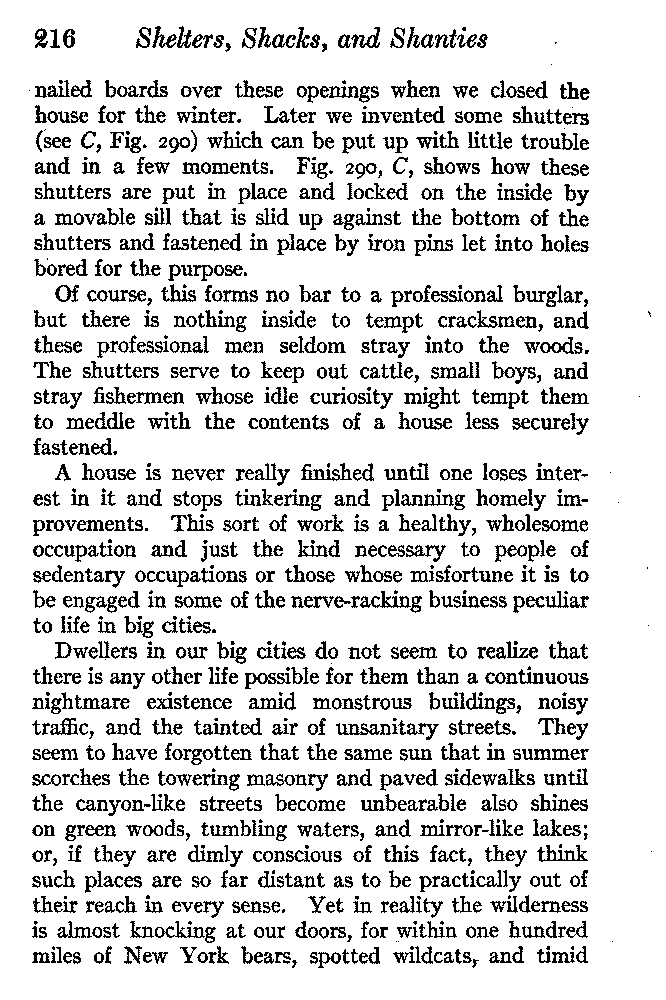 216 Shelters, Shacks, and Shanties
nailed boards over these openings when we closed the
house for the winter. Later we invented some shutters
(see C, Fig. 290) which can be put up with little trouble
and in a few moments. Fig. 290, C, shows how these
shutters are put in place and locked on the inside by
a movable sill that is slid up against the bottom of the
shutters and fastened in place by iron pins let into holes
bored for the purpose.
Of course, this forms no bar to a professional burglar,
but there is nothing inside to tempt cracksmen, and
these professional men seldom stray into the woods.
The shutters serve to keep out cattle, small boys, and
stray fishermen whose idle curiosity might tempt them
to meddle with the contents of a house less securely
fastened.
A house is never really finished until one loses inter-
est in it and stops tinkering and planning homely im-
provements. This sort of work is a healthy, wholesome
occupation and just the kind necessary to people of
sedentary occupations or those whose misfortune it is to
be engaged in some of the nerve-racking business peculiar
to life in big cities.
Dwellers in our big cities do not seem to realize that
there is any other life possible for them than a continuous
nightmare existence amid monstrous buildings, noisy
traffic, and the tainted air of unsanitary streets. They
seem to have forgotten that the same sun that in summer
scorches the towering masonry and paved sidewalks until
the canyon-like streets become unbearable also shines
on green woods, tumbling waters, and mirror-like lakes;
or, if they are dimly conscious of this fact, they think
such places are so far distant as to be practically out of
their reach in every sense. Yet in reality the wilderness
is almost knocking at our doors, for within one hundred
miles of New York bears, spotted wildcats, and timid